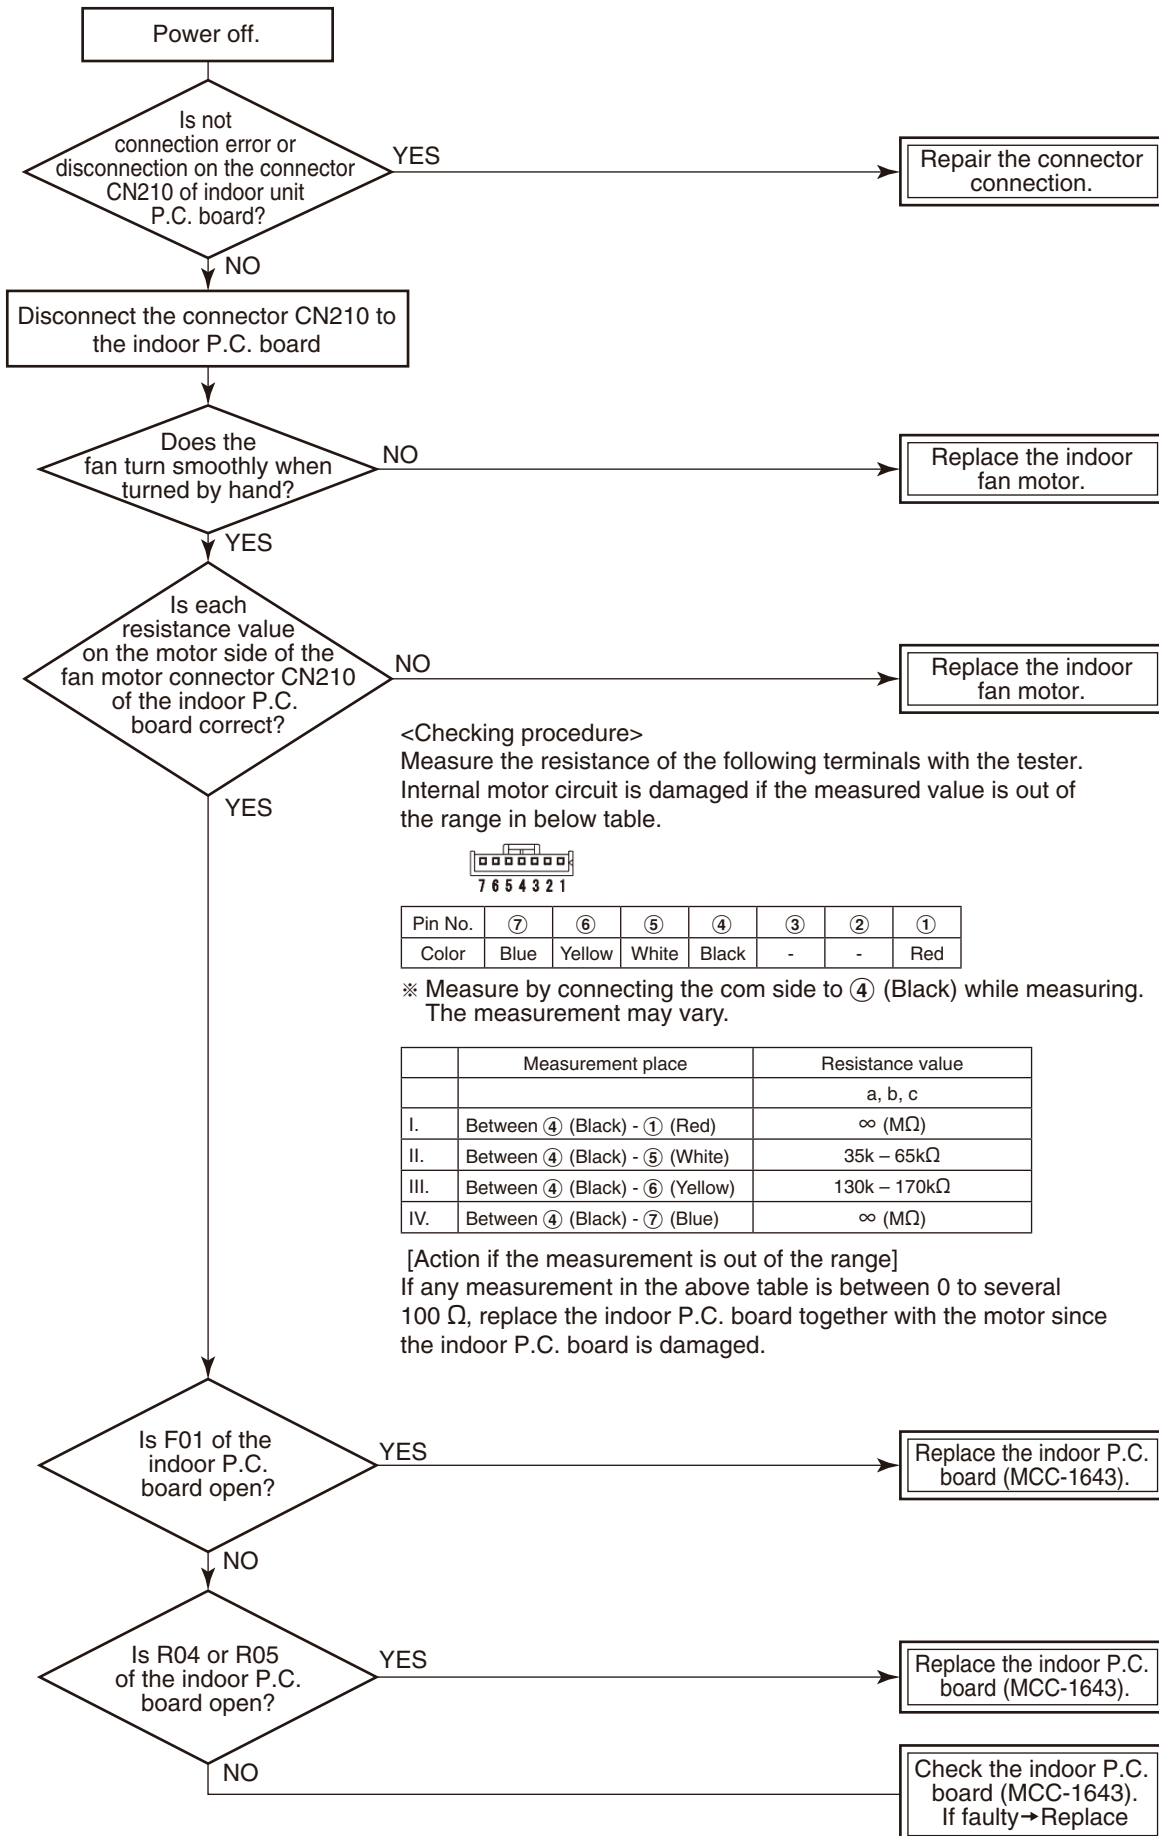 Power off.
Is not
connection error or
disconnection on the connector
CN210 of indoor unit
P.C. board?
YES
Repair the connector
connection.
NO
Disconnect the connector CN210 to
the indoor P.C. board
Does the
fan turn smoothly when
turned by hand?
NO
Replace the indoor
fan motor.
YES
Is each
resistance value
on the motor side of the
fan motor connector CN210
of the indoor P.C.
board correct?
NO
Replace the indoor
fan motor.
YES
<Checking procedure>
Measure the resistance of the following terminals with the tester.
Internal motor circuit is damaged if the measured value is out of
the range in below table.
7 6 5 4 3 2 1
Pin No. ⑦ ⑥ ⑤ ④ ③ ② ①
Color Blue Yellow White Black - - Red
※ Measure by connecting the com side to ④ (Black) while measuring.
The measurement may vary.
Measurement place Resistance value
a, b, c
I. Between ④ (Black) - ① (Red) ∞ (MΩ)
II. Between ④ (Black) - ⑤ (White) 35k – 65kΩ
III. Between ④ (Black) - ⑥ (Yellow) 130k – 170kΩ
IV. Between ④ (Black) - ⑦ (Blue) ∞ (MΩ)
[Action if the measurement is out of the range]
If any measurement in the above table is between 0 to several
100 Ω, replace the indoor P.C. board together with the motor since
the indoor P.C. board is damaged.
Is F01 of the
indoor P.C.
board open?
YES
Replace the indoor P.C.
board (MCC-1643).
NO
Is R04 or R05
of the indoor P.C.
board open?
YES
Replace the indoor P.C.
board (MCC-1643).
NO
Check the indoor P.C.
board (MCC-1643).
If faulty→Replace